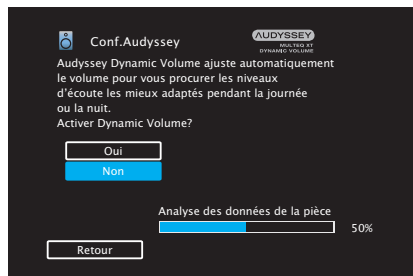 Conf.Audyssey
AUDYSSEY
MULTEQ XT
DYNAMIC VOLUME
Audyssey Dynamic Volume ajuste automatiquement
le volume pour vous procurer les niveaux
d'écoute les mieux adaptés pendant la journée
ou la nuit.
Activer Dynamic Volume?
Oui
Non
Analyse des données de la pièce
50%
Retour